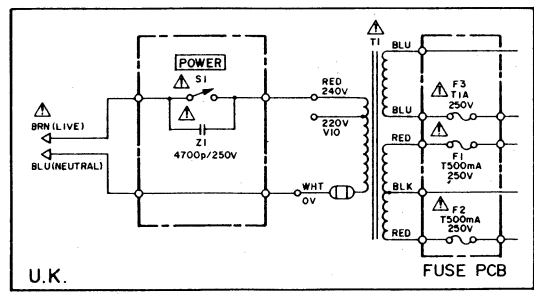 POWER
S1
Z1
4700p/250V
BRN(LIVE)
BLU(NEUTRAL)
RED
240V
220V
VIO
WHT
0V
T1
BLU
BLU
RED
BLK
RED
F3
T1A
250V
F1
T500mA
250V
F2
T500mA
250V
U.K.
FUSE PCB